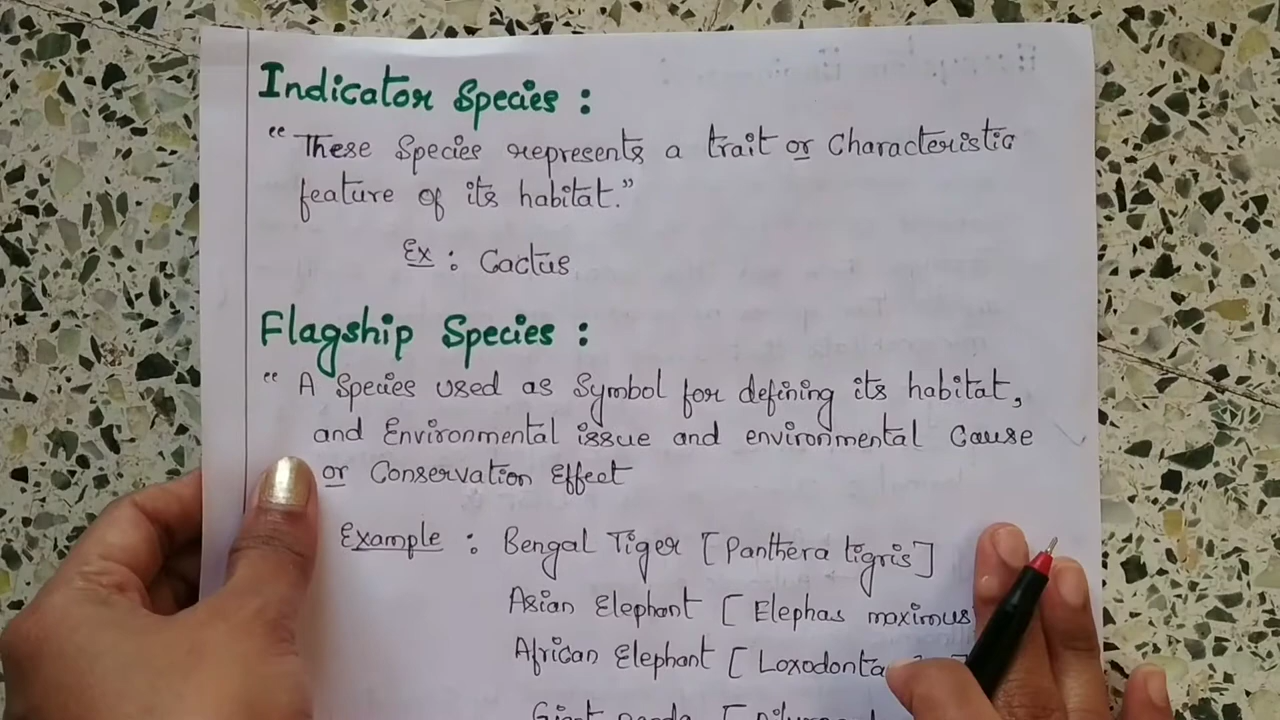 Indicator Species :
"These Species represents a trait or Characteristic
feature of its habitat."
Ex : Cactus
Flagship Species :
" A Species used as Symbol for defining its habitat,
and Environmental issue and environmental Cause
or Conservation Effect
Example : Bengal Tiger [Panthera tigris]
Asian Elephant [Elephas maximus
African Elephant [Loxodonta
Giant panda [